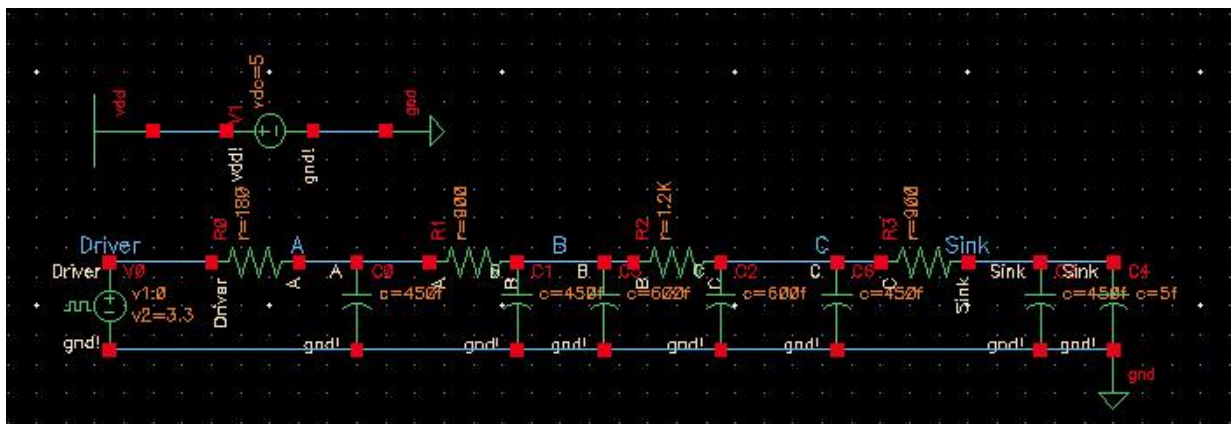 vdd
V1
vdc=5
gnd
vdd!
gnd!
Driver
R0
r=180
A
R1
r=900
B
R2
r=1.2K
C
R3
r=900
Sink
Driver
V0
v1:0
v2=3.3
gnd!
Driver
A
A
C0
c=450f
gnd!
A
B
C1
c=450f
gnd!
B
B
c=600f
gnd!
B
C
C2
c=600f
gnd!
C
C6
c=450f
gnd!
C
Sink
Sink
c=450f
gnd!
Sink
C4
c=5f
gnd!
gnd